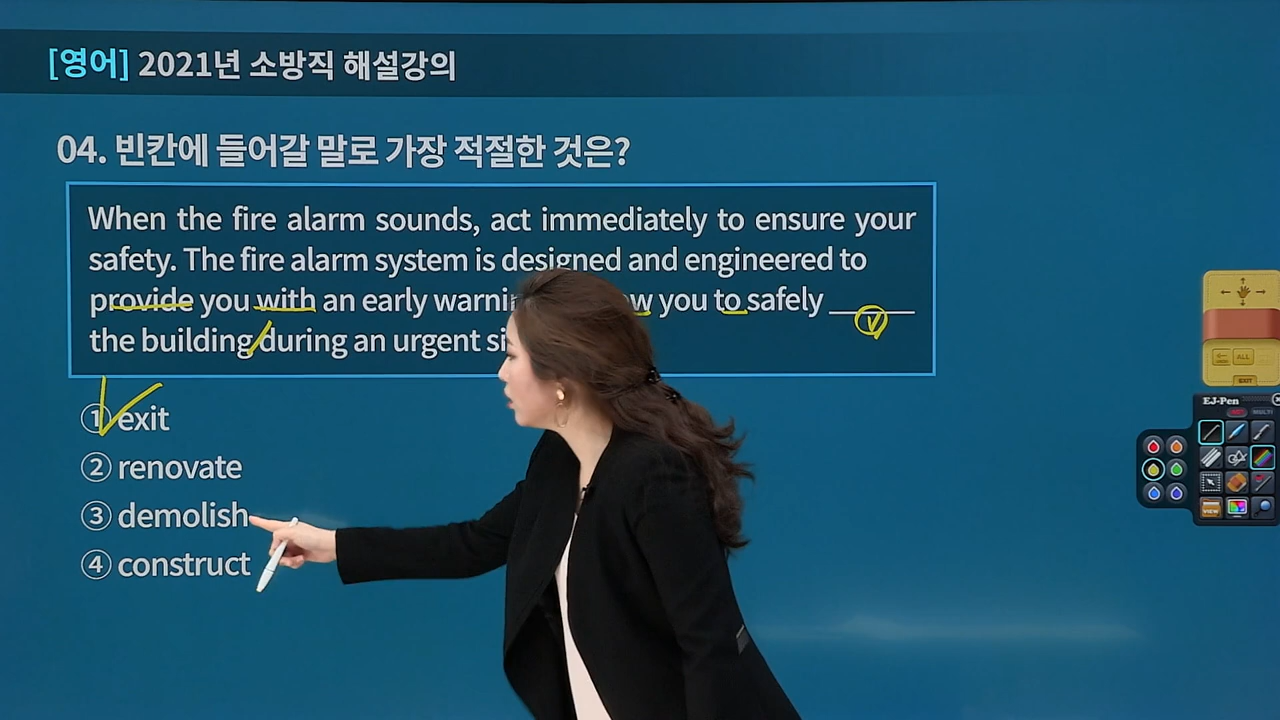 [영어] 2021년 소방직 해설강의
04. 빈칸에 들어갈 말로 가장 적절한 것은?
When the fire alarm sounds, act immediately to ensure your
safety. The fire alarm system is designed and engineered to
provide you with an early you to safely
the building during an urgent
① exit
② renovate
③ demolish
④ construct
V
ALL
EXIT
EJ-Pen
MULTI
VIEW